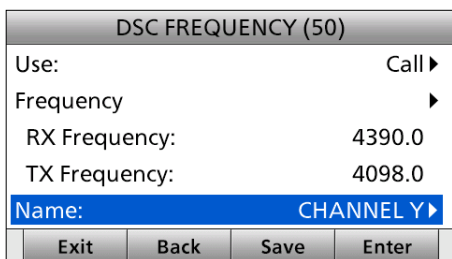 DSC FREQUENCY (50)
Use: Call
Frequency
RX Frequency: 4390.0
TX Frequency: 4098.0
Name: CHANNEL Y
Exit Back Save Enter